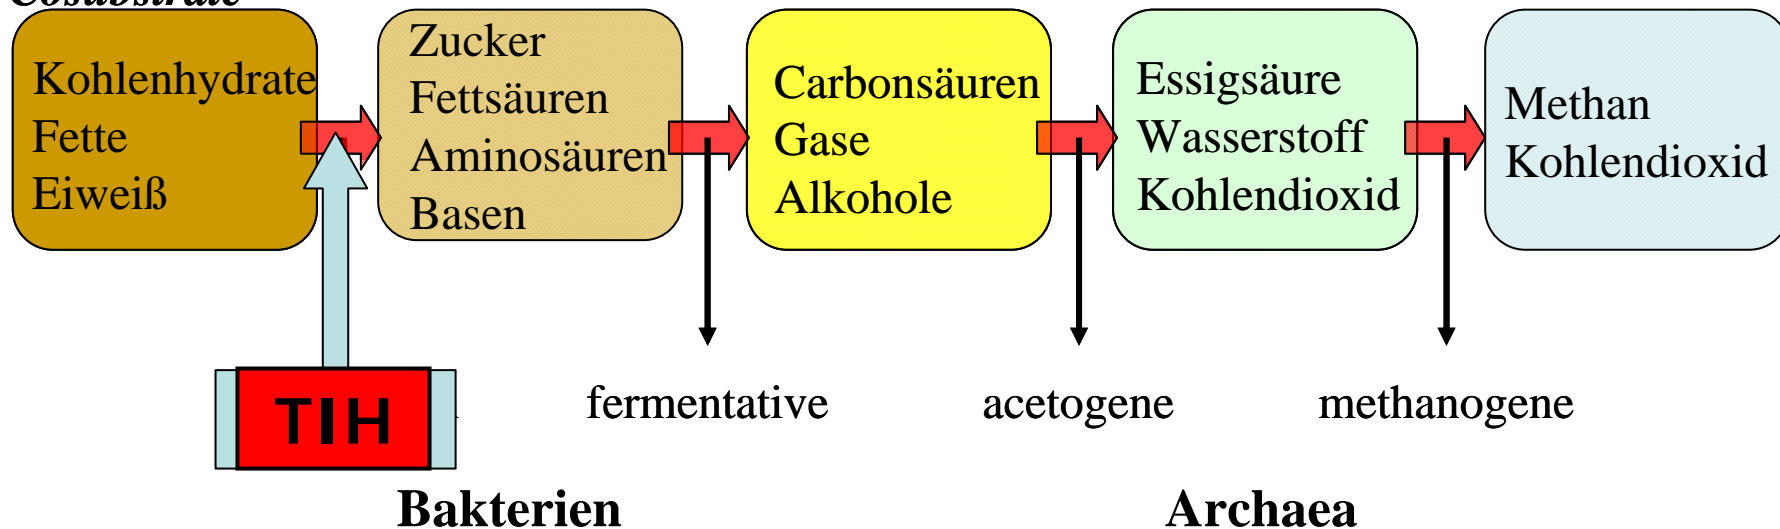 Cosubstrate
Kohlenhydrate
Fette
Eiweiß
Zucker
Fettsäuren
Aminosäuren
Basen
Carbonsäuren
Gase
Alkohole
Essigsäure
Wasserstoff
Kohlendioxid
Methan
Kohlendioxid
TIH
fermentative
acetogene
methanogene
Bakterien
Archaea